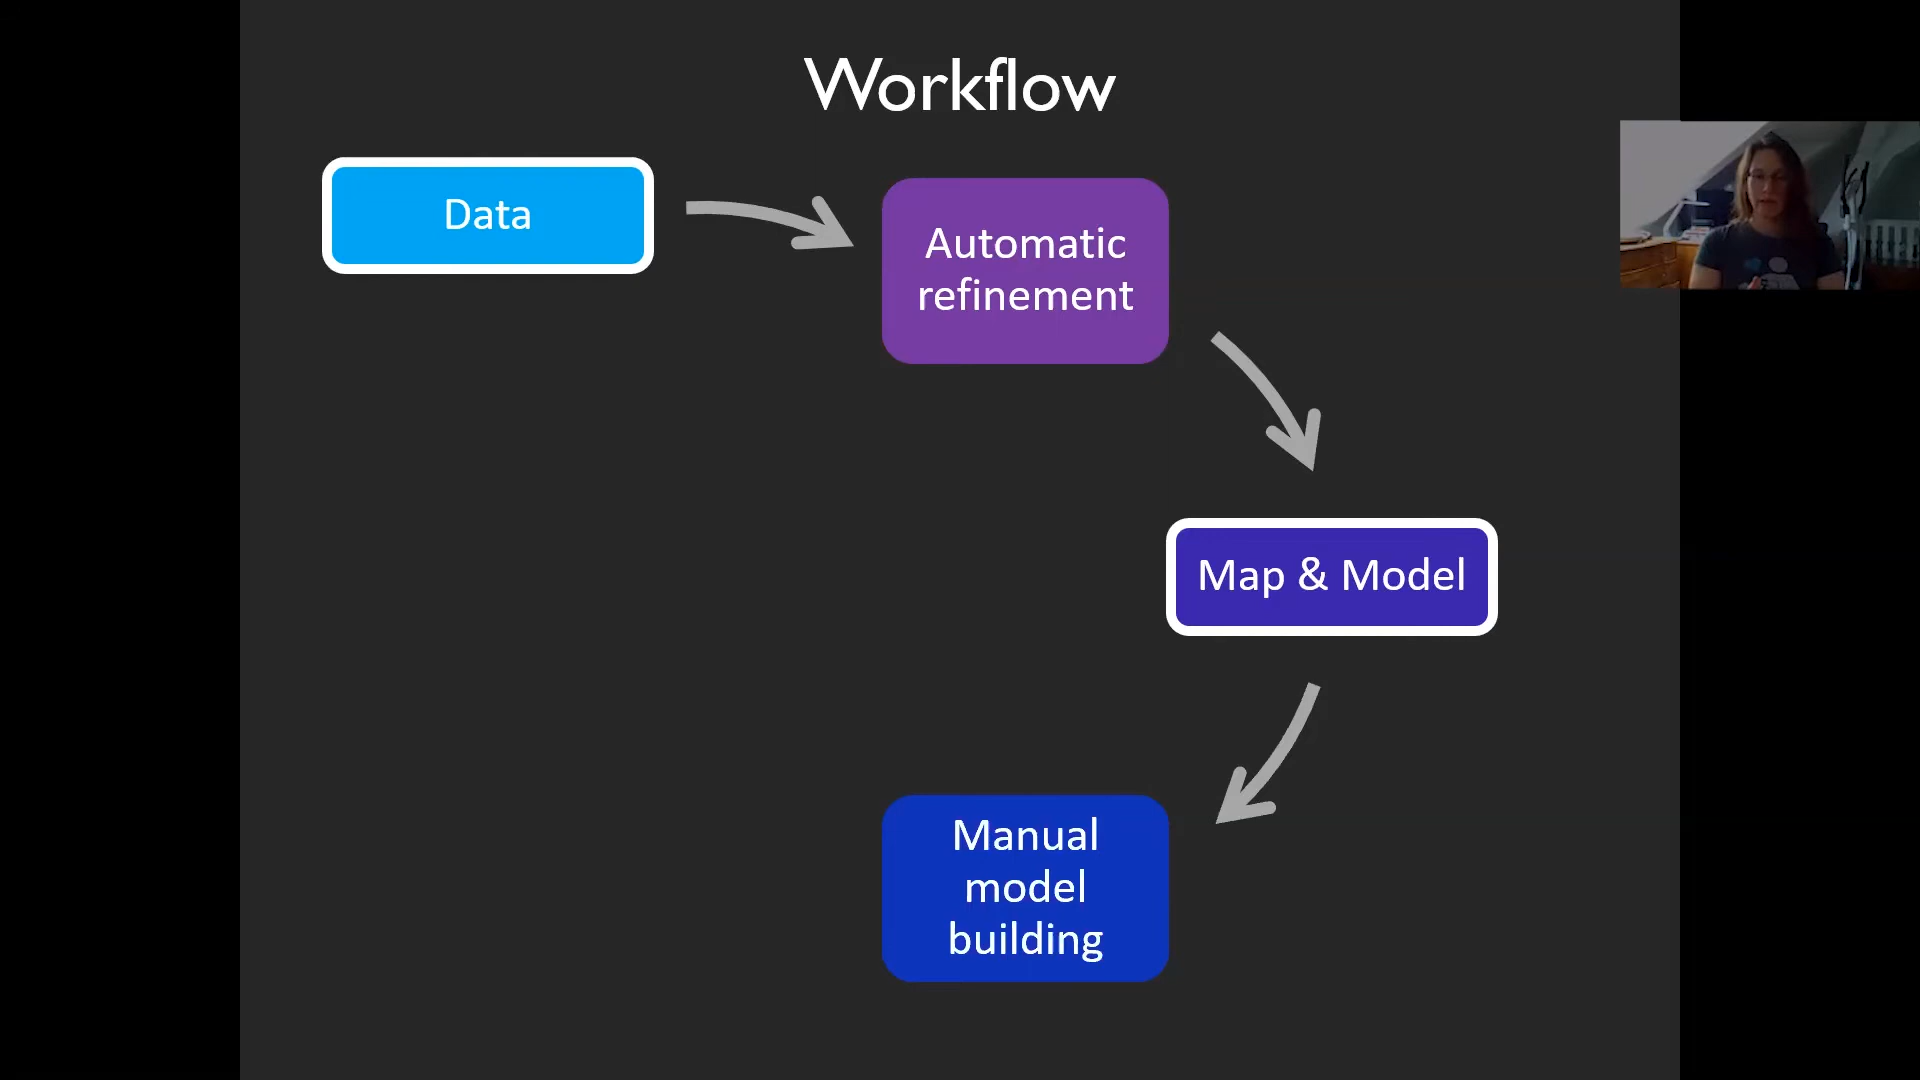 Workflow
Data
Automatic
refinement
Map & Model
Manual
model
building